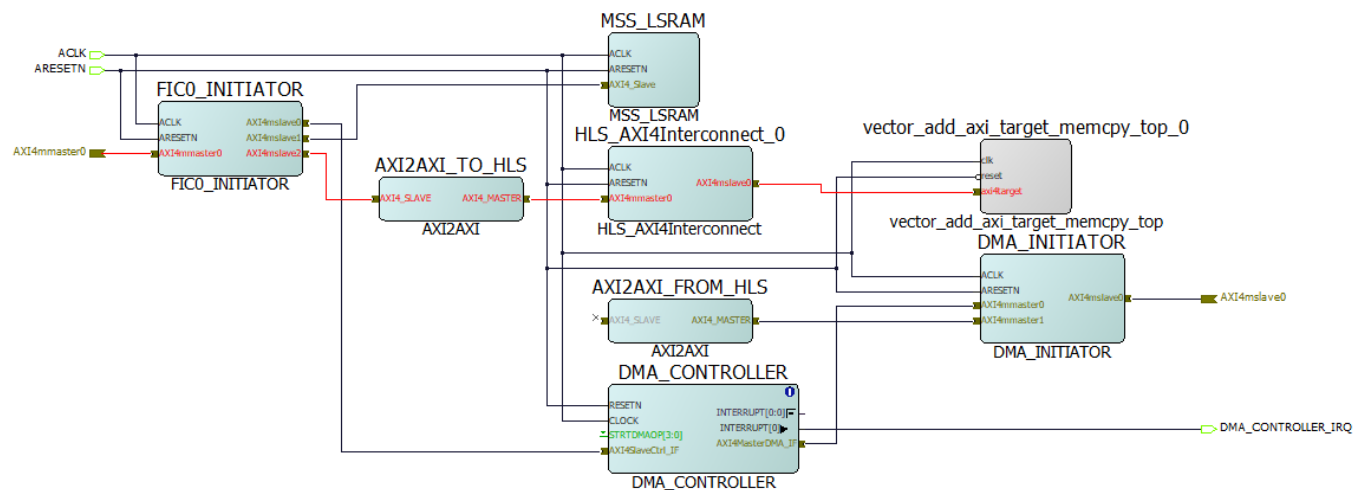 ACLK
ARESETN
AXI4mmaster0
FIC0_INITIATOR
ACLK
ARESETN
AXI4mmaster0
AXI4mslave0
AXI4mslave1
AXI4mslave2
FIC0_INITIATOR
AXI2AXI_TO_HLS
AXI4_SLAVE
AXI4_MASTER
AXI2AXI
MSS_LSRAM
ACLK
ARESETN
AXI4_Slave
MSS_LSRAM
HLS_AXI4Interconnect_0
ACLK
ARESETN
AXI4mmaster0
AXI4mslave0
HLS_AXI4Interconnect
vector_add_axi_target_memcpy_top_0
clk
reset
axi4target
vector_add_axi_target_memcpy_top
AXI2AXI_FROM_HLS
AXI4_SLAVE
AXI4_MASTER
AXI2AXI
DMA_INITIATOR
ACLK
ARESETN
AXI4mmaster0
AXI4mmaster1
AXI4mslave0
DMA_INITIATOR
AXI4mslave0
DMA_CONTROLLER
RESETN
CLOCK
STRTDMAOP[3:0]
AXI4SlaveCtrl_IF
INTERRUPT[0:0]
INTERRUPT[0]
AXI4MasterDMA_IF
DMA_CONTROLLER
DMA_CONTROLLER_IRQ